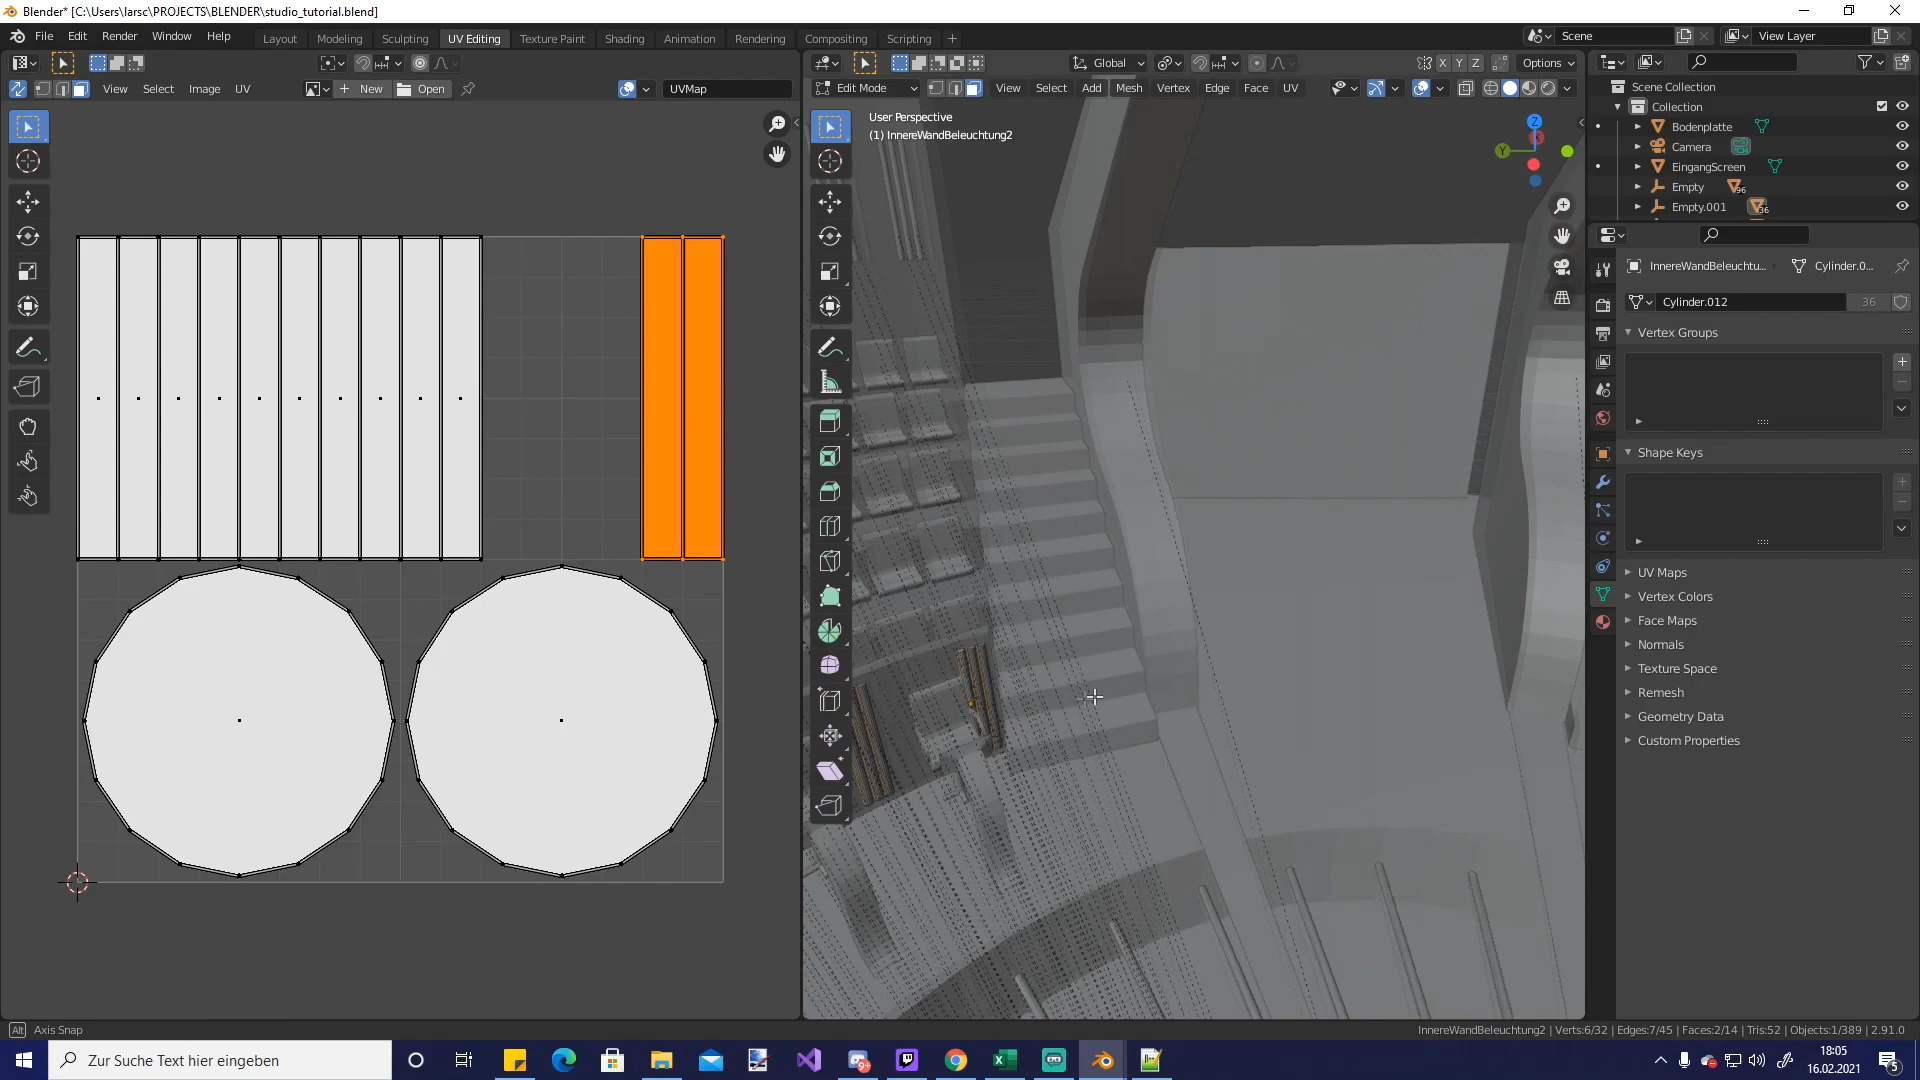 Blender* [C:\Users\larsc\PROJECTS\BLENDER\studio_tutorial.blend]
File Edit Render Window Help
Layout Modeling Sculpting UV Editing Texture Paint Shading Animation Rendering Compositing Scripting
Scene
View Layer
Global
X Y Z
Options
View Select Image UV
New
Open
UVMap
Edit Mode
View Select Add Mesh Vertex Edge Face UV
User Perspective
(1) InnereWandBeleuchtung2
Z
Y
Scene Collection
Collection
Bodenplatte
Camera
EingangScreen
Empty
96
Empty.001
36
InnereWandBeleuchtu...
Cylinder.0...
Cylinder.012
36
Vertex Groups
Shape Keys
UV Maps
Vertex Colors
Face Maps
Normals
Texture Space
Remesh
Geometry Data
Custom Properties
Alt Axis Snap
InnereWandBeleuchtung2 | Verts:6/32 | Edges:7/45 | Faces:2/14 | Tris:52 | Objects:1/389 | 2.91.0
Zur Suche Text hier eingeben
9+
18:05
16.02.2021
5